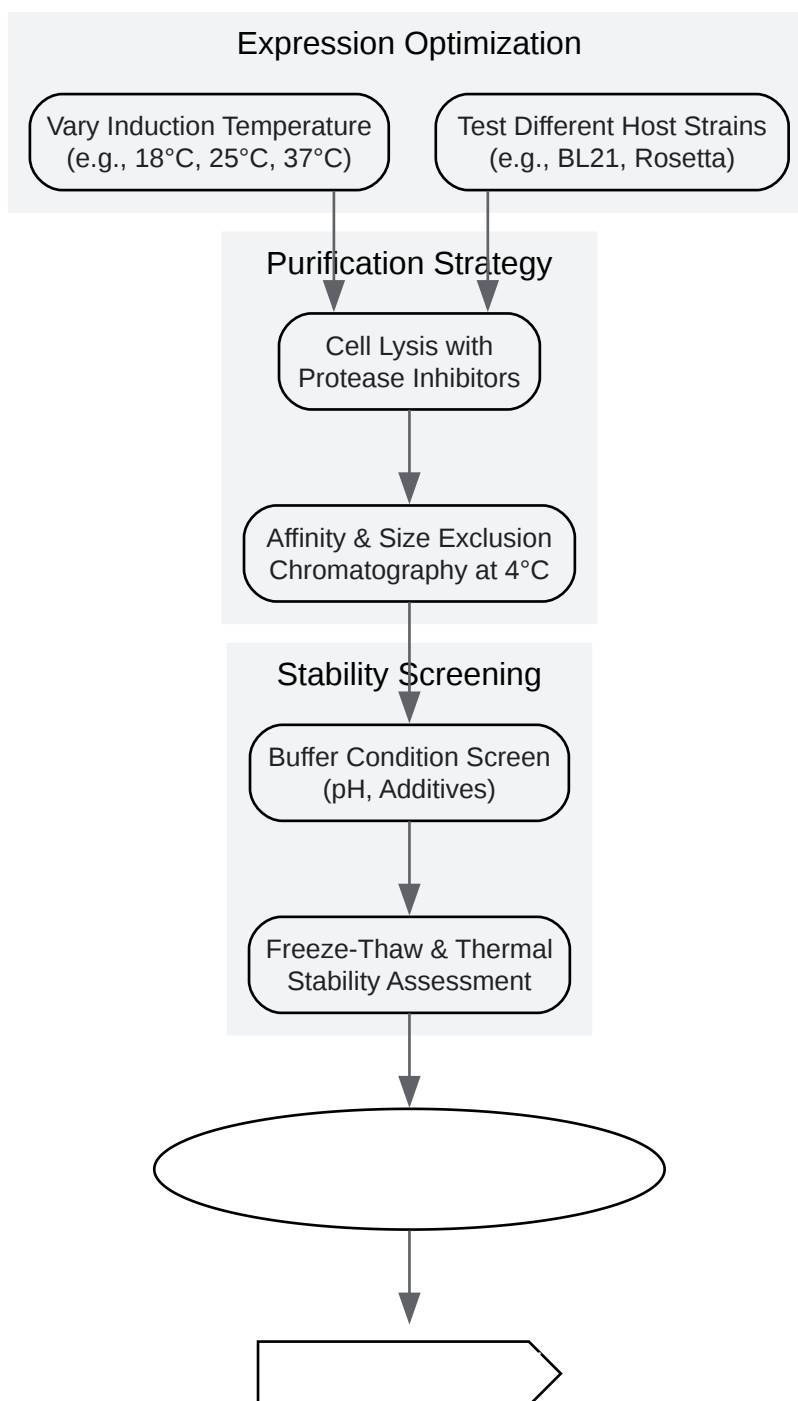 Expression Optimization
Vary Induction Temperature
(e.g., 18°C, 25°C, 37°C)
Test Different Host Strains
(e.g., BL21, Rosetta)
Purification Strategy
Cell Lysis with
Protease Inhibitors
Affinity & Size Exclusion
Chromatography at 4°C
Stability Screening
Buffer Condition Screen
(pH, Additives)
Freeze-Thaw & Thermal
Stability Assessment